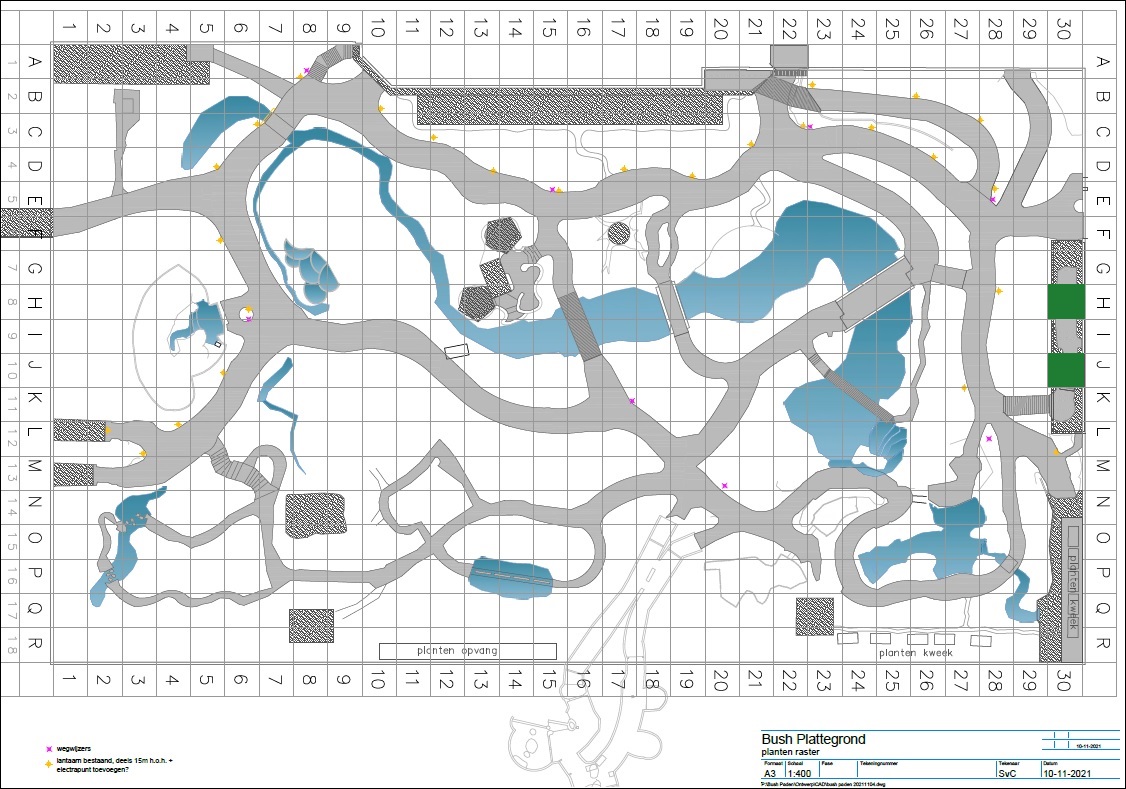 1 2 3 4 5 6 7 8 9 10 11 12 13 14 15 16 17 18 19 20 21 22 23 24 25 26 27 28 29 30
1 A A
2 B B
3 C C
4 D D
5 E E
6 F F
7 G G
8 H H
9 I I
10 J J
11 K K
12 L L
13 M M
14 N N
15 O O
16 P P
17 Q Q
18 R R
planten kweek
planten opvang
planten kweek
1 2 3 4 5 6 7 8 9 10 11 12 13 14 15 16 17 18 19 20 21 22 23 24 25 26 27 28 29 30
wegwijzers
lantaarn bestaand, deels 15m h.o.h. +
electrapunt toevoegen?
Bush Plattegrond
planten raster
10-11-2021
Formaat Schaal Fase Tekeningnummer Tekenaar Datum
A3 1:400 SvC 10-11-2021
P:\Bush Paden\Ontwerp\CAD\bush paden 20211104.dwg